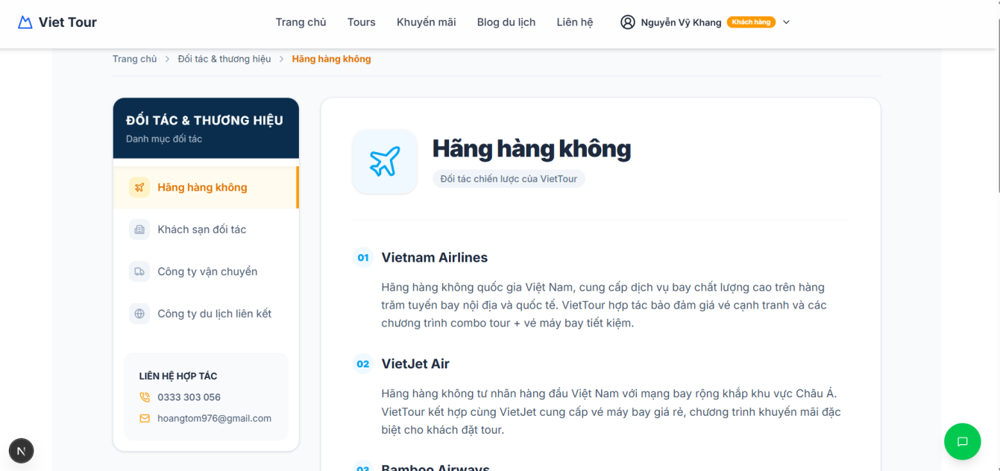 Viet Tour
Trang chủ
Tours
Khuyến mãi
Blog du lịch
Liên hệ
Nguyễn Vỹ Khang
Khách hàng
Trang chủ > Đối tác & thương hiệu > Hãng hàng không
ĐỐI TÁC & THƯƠNG HIỆU
Danh mục đối tác
Hãng hàng không
Khách sạn đối tác
Công ty vận chuyển
Công ty du lịch liên kết
LIÊN HỆ HỢP TÁC
0333 303 056
hoangtom976@gmail.com
N
Hãng hàng không
Đối tác chiến lược của VietTour
01 Vietnam Airlines
Hãng hàng không quốc gia Việt Nam, cung cấp dịch vụ bay chất lượng cao trên hàng
trăm tuyến bay nội địa và quốc tế. VietTour hợp tác bảo đảm giá vé cạnh tranh và các
chương trình combo tour + vé máy bay tiết kiệm.
02 VietJet Air
Hãng hàng không tư nhân hàng đầu Việt Nam với mạng bay rộng khắp khu vực Châu Á.
VietTour kết hợp cùng VietJet cung cấp vé máy bay giá rẻ, chương trình khuyến mãi đặc
biệt cho khách đặt tour.
03 Bamboo Airways